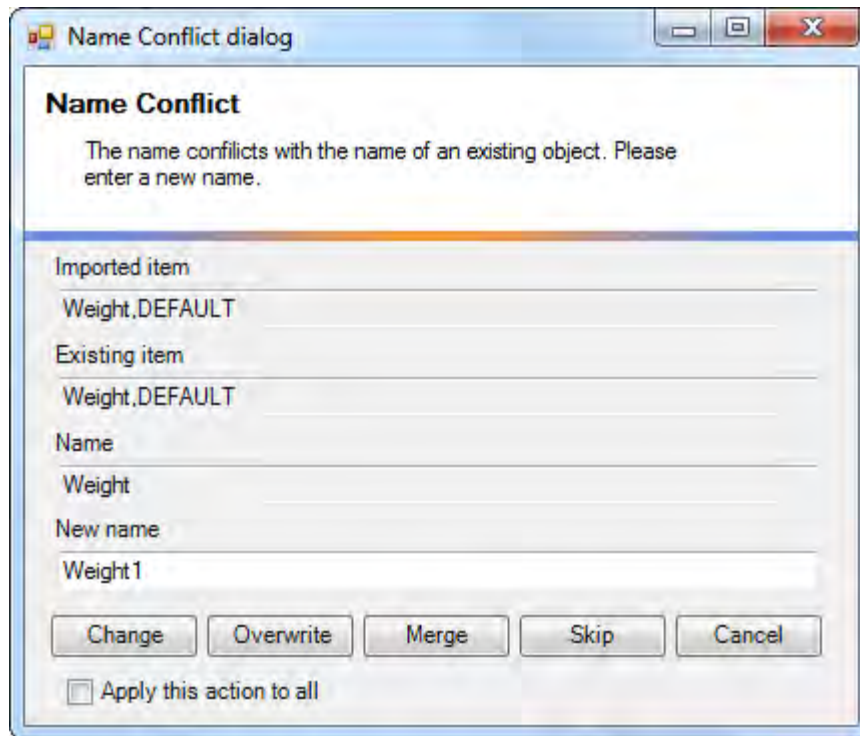 Name Conflict dialog
Name Conflict
The name confilicts with the name of an existing object. Please
enter a new name.
Imported item
Weight,DEFAULT
Existing item
Weight,DEFAULT
Name
Weight
New name
Weight1
Change Overwrite Merge Skip Cancel
Apply this action to all